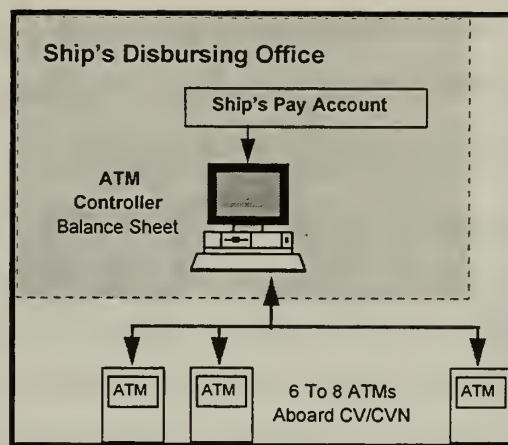 Ship's Disbursing Office
Ship's Pay Account
ATM
Controller
Balance Sheet
ATM
ATM
6 To 8 ATMs
Aboard CV/CVN
ATM